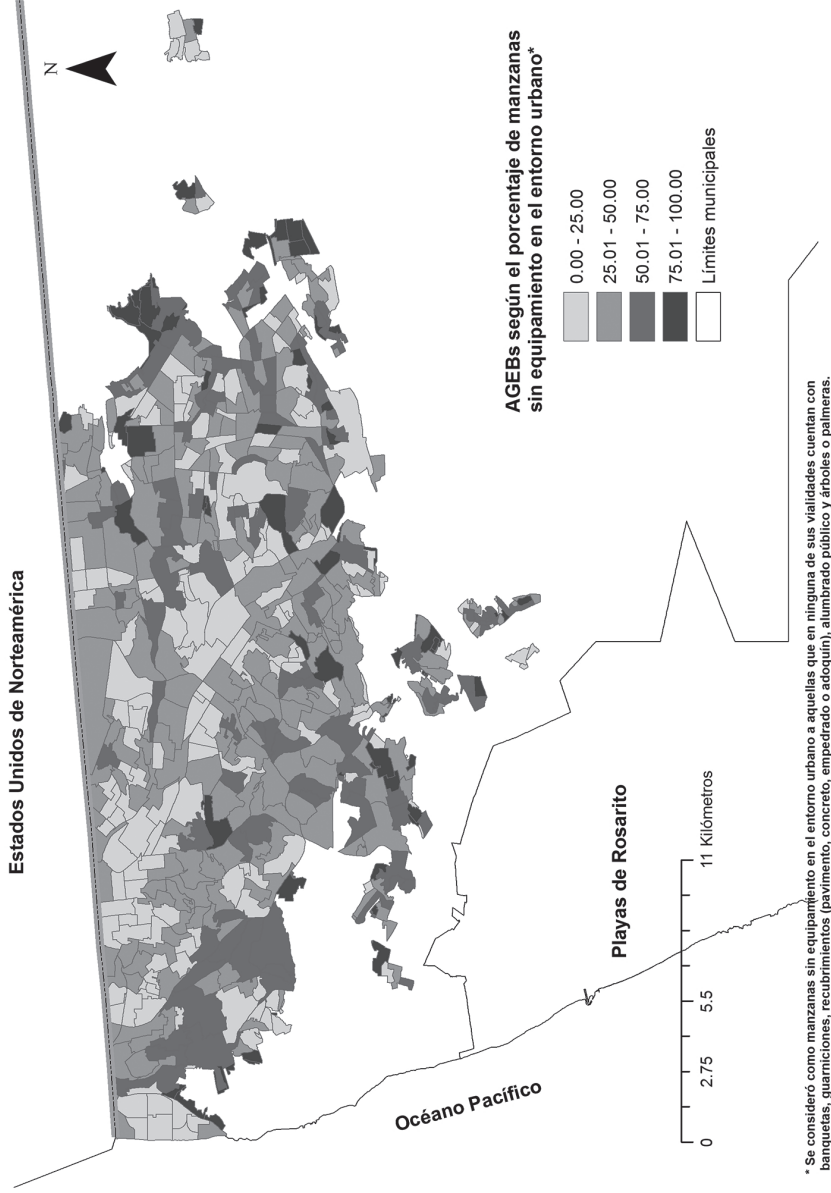 Estados Unidos de Norteamérica
N
AGEBs según el porcentaje de manzanas
sin equipamiento en el entorno urbano*
0.00 - 25.00
25.01 - 50.00
50.01 - 75.00
75.01 - 100.00
Límites municipales
Playas de Rosarito
Océano Pacífico
0 2.75 5.5 11 Kilómetros
* Se consideró como manzanas sin equipamiento en el entorno urbano a aquellas que en ninguna de sus vialidades cuentan con
banquetas, guarniciones, recubrimientos (pavimento, concreto, empedrado o adoquín), alumbrado público y árboles o palmeras.